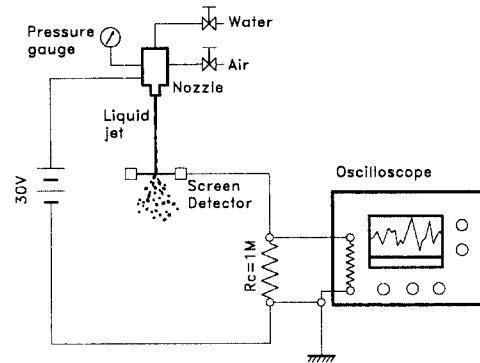 Pressure
gauge
Water
Air
Nozzle
Liquid
jet
Screen
Detector
30V
Oscilloscope
Rc=1M